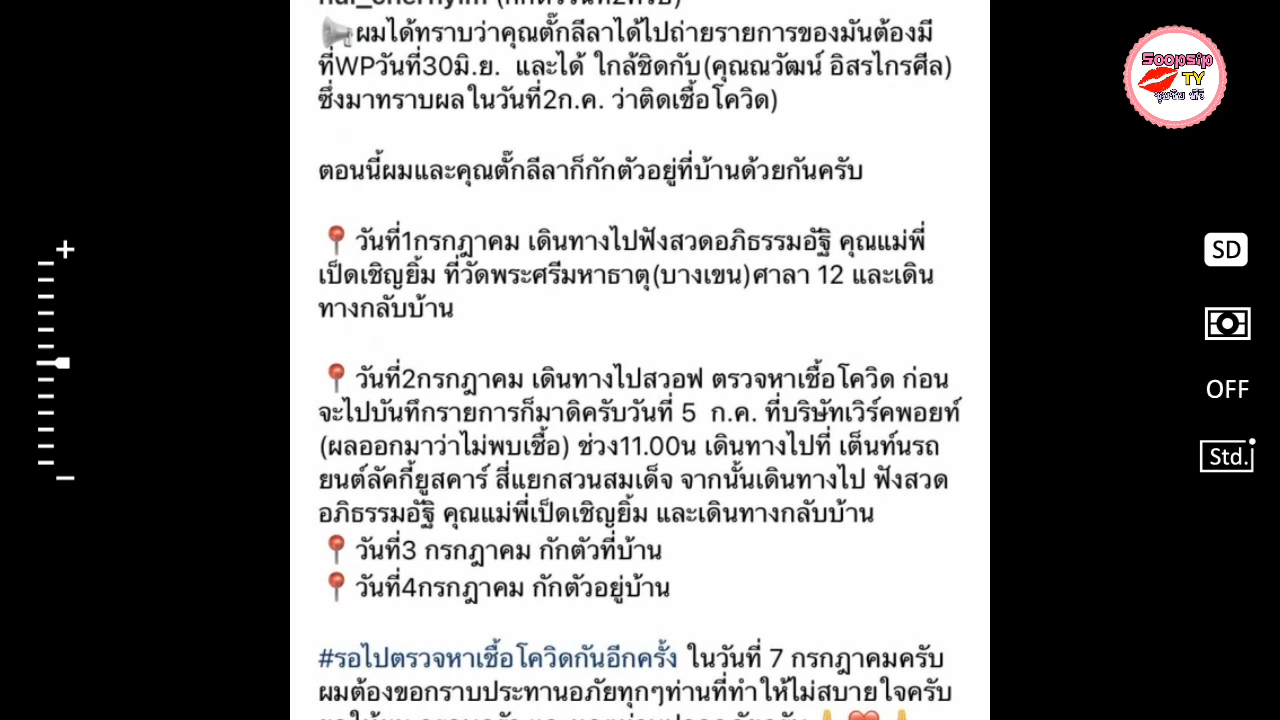 📢ผมได้ทราบว่าคุณตั๊กลีลาได้ไปถ่ายรายการของมันต้องมี
ที่WPวันที่30มิ.ย. และได้ ใกล้ชิดกับ(คุณณวัฒน์ อิสรไกรศีล)
ซึ่งมาทราบผลในวันที่2ก.ค. ว่าติดเชื้อโควิด)
ตอนนี้ผมและคุณตั๊กลีลาก็กักตัวอยู่ที่บ้านด้วยกันครับ
📍วันที่1กรกฎาคม เดินทางไปฟังสวดอภิธรรมอัฐิ คุณแม่พี่
เป็ดเชิญยิ้ม ที่วัดพระศรีมหาธาตุ(บางเขน)ศาลา 12 และเดิน
ทางกลับบ้าน
📍วันที่2กรกฎาคม เดินทางไปสวอฟ ตรวจหาเชื้อโควิด ก่อน
จะไปบันทึกรายการก็มาดิครับวันที่ 5 ก.ค. ที่บริษัทเวิร์คพอยท์
(ผลออกมาว่าไม่พบเชื้อ) ช่วง11.00น เดินทางไปที่ เต็นท์นรถ
ยนต์ลัคกี้ยูสคาร์ สี่แยกสวนสมเด็จ จากนั้นเดินทางไป ฟังสวด
อภิธรรมอัฐิ คุณแม่พี่เป็ดเชิญยิ้ม และเดินทางกลับบ้าน
📍วันที่3 กรกฎาคม กักตัวที่บ้าน
📍วันที่4กรกฎาคม กักตัวอยู่บ้าน
#รอไปตรวจหาเชื้อโควิดกันอีกครั้ง ในวันที่ 7 กรกฎาคมครับ
ผมต้องขอกราบประทานอภัยทุกๆท่านที่ทำให้ไม่สบายใจครับ
Soopsip
TY
SD
OFF
Std.